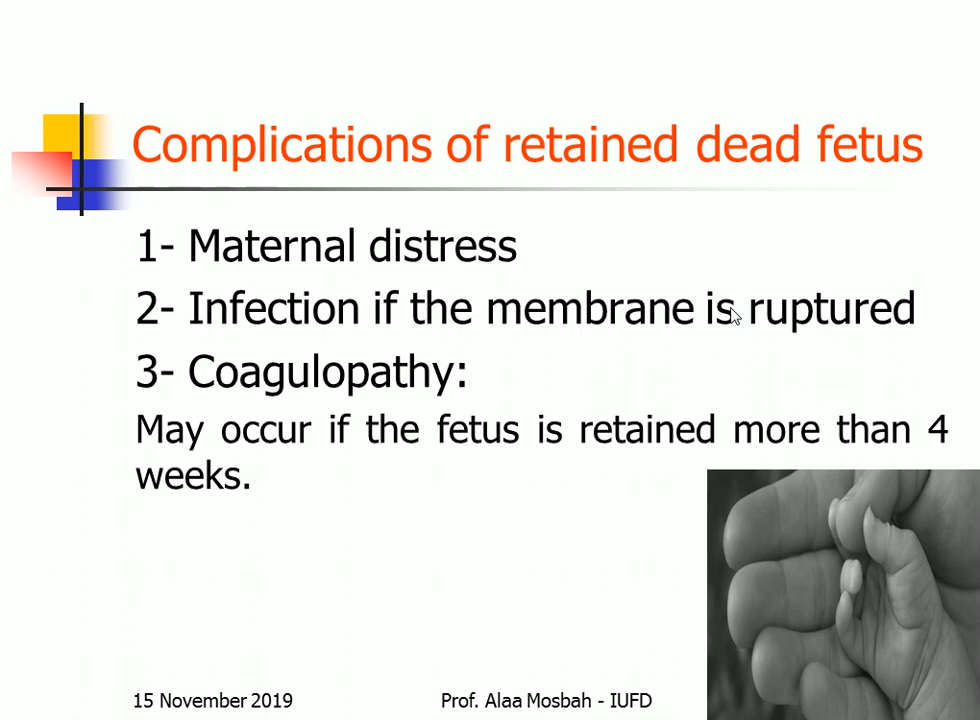 Complications of retained dead fetus
1- Maternal distress
2- Infection if the membrane is ruptured
3- Coagulopathy:
May occur if the fetus is retained more than 4
weeks.
15 November 2019
Prof. Alaa Mosbah - IUFD